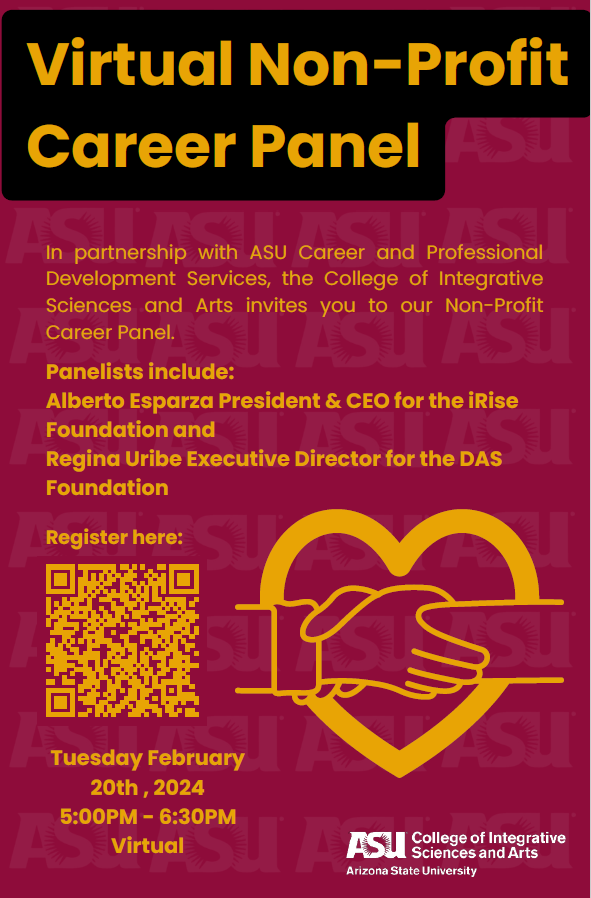 Virtual Non-Profit
Career Panel
In partnership with ASU Career and Professional
Development Services, the College of Integrative
Sciences and Arts invites you to our Non-Profit
Career Panel.
Panelists include:
Alberto Esparza President & CEO for the iRise
Foundation and
Regina Uribe Executive Director for the DAS
Foundation
Register here:
Tuesday February
20th , 2024
5:00PM - 6:30PM
Virtual
ASU College of Integrative
Sciences and Arts
Arizona State University